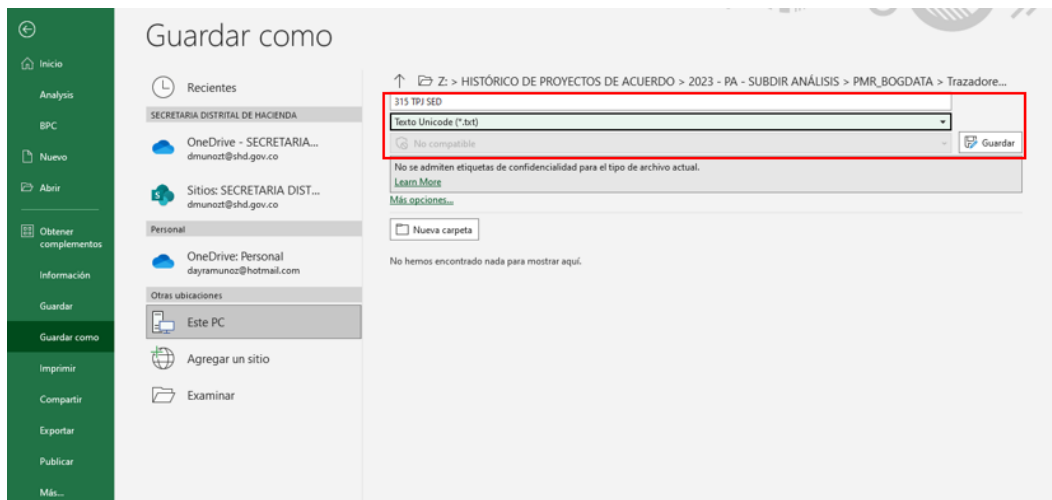 Guardar como
Inicio
Analysis
BPC
Nuevo
Abrir
Obtener
complementos
Información
Guardar
Guardar como
Imprimir
Compartir
Exportar
Publicar
Más...
Recientes
SECRETARIA DISTRITAL DE HACIENDA
OneDrive - SECRETARIA...
dmunozt@shd.gov.co
Sitios: SECRETARIA DIST...
dmunozt@shd.gov.co
Personal
OneDrive: Personal
dayramunoz@hotmail.com
Otras ubicaciones
Este PC
Agregar un sitio
Examinar
Z: > HISTÓRICO DE PROYECTOS DE ACUERDO > 2023 - PA - SUBDIR ANÁLISIS > PMR_BOGDATA > Trazadore...
315 TPJ SED
Texto Unicode (*.txt)
No compatible
Guardar
No se admiten etiquetas de confidencialidad para el tipo de archivo actual.
Learn More
Más opciones...
Nueva carpeta
No hemos encontrado nada para mostrar aquí.